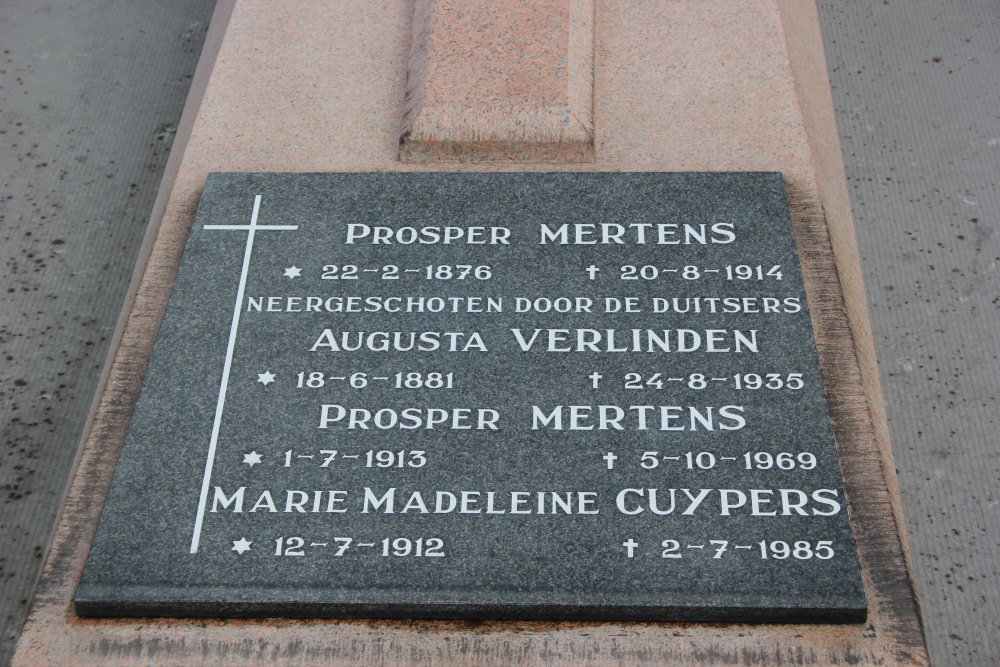 PROSPER MERTENS
✶ 22-2-1876 ✝ 20-8-1914
NEERGESCHOTEN DOOR DE DUITSERS
AUGUSTA VERLINDEN
✶ 18-6-1881 ✝ 24-8-1935
PROSPER MERTENS
✶ 1-7-1913 ✝ 5-10-1969
MARIE MADELEINE CUYPERS
✶ 12-7-1912 ✝ 2-7-1985